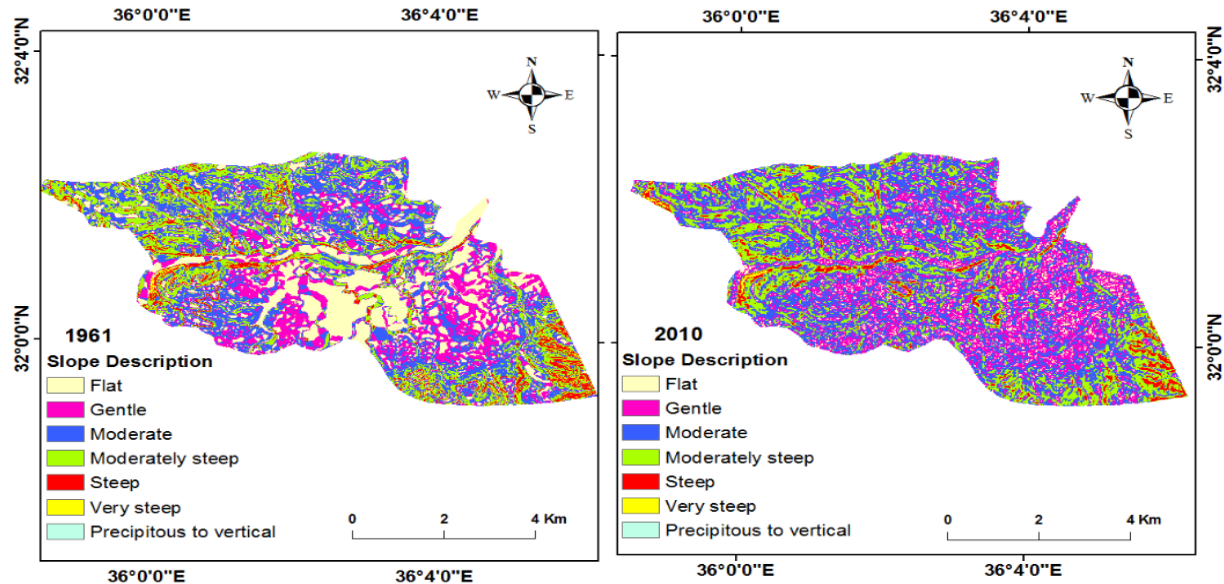 36°0'0"E 36°4'0"E
32°4'0"N
N
W E
S
1961
32°0'0"N
Slope Description
Flat
Gentle
Moderate
Moderately steep
Steep
Very steep
Precipitous to vertical
0 2 4 Km
36°0'0"E 36°4'0"E
36°0'0"E 36°4'0"E
32°4'0"N
N
W E
S
2010
32°0'0"N
Slope Description
Flat
Gentle
Moderate
Moderately steep
Steep
Very steep
Precipitous to vertical
0 2 4 Km
36°0'0"E 36°4'0"E